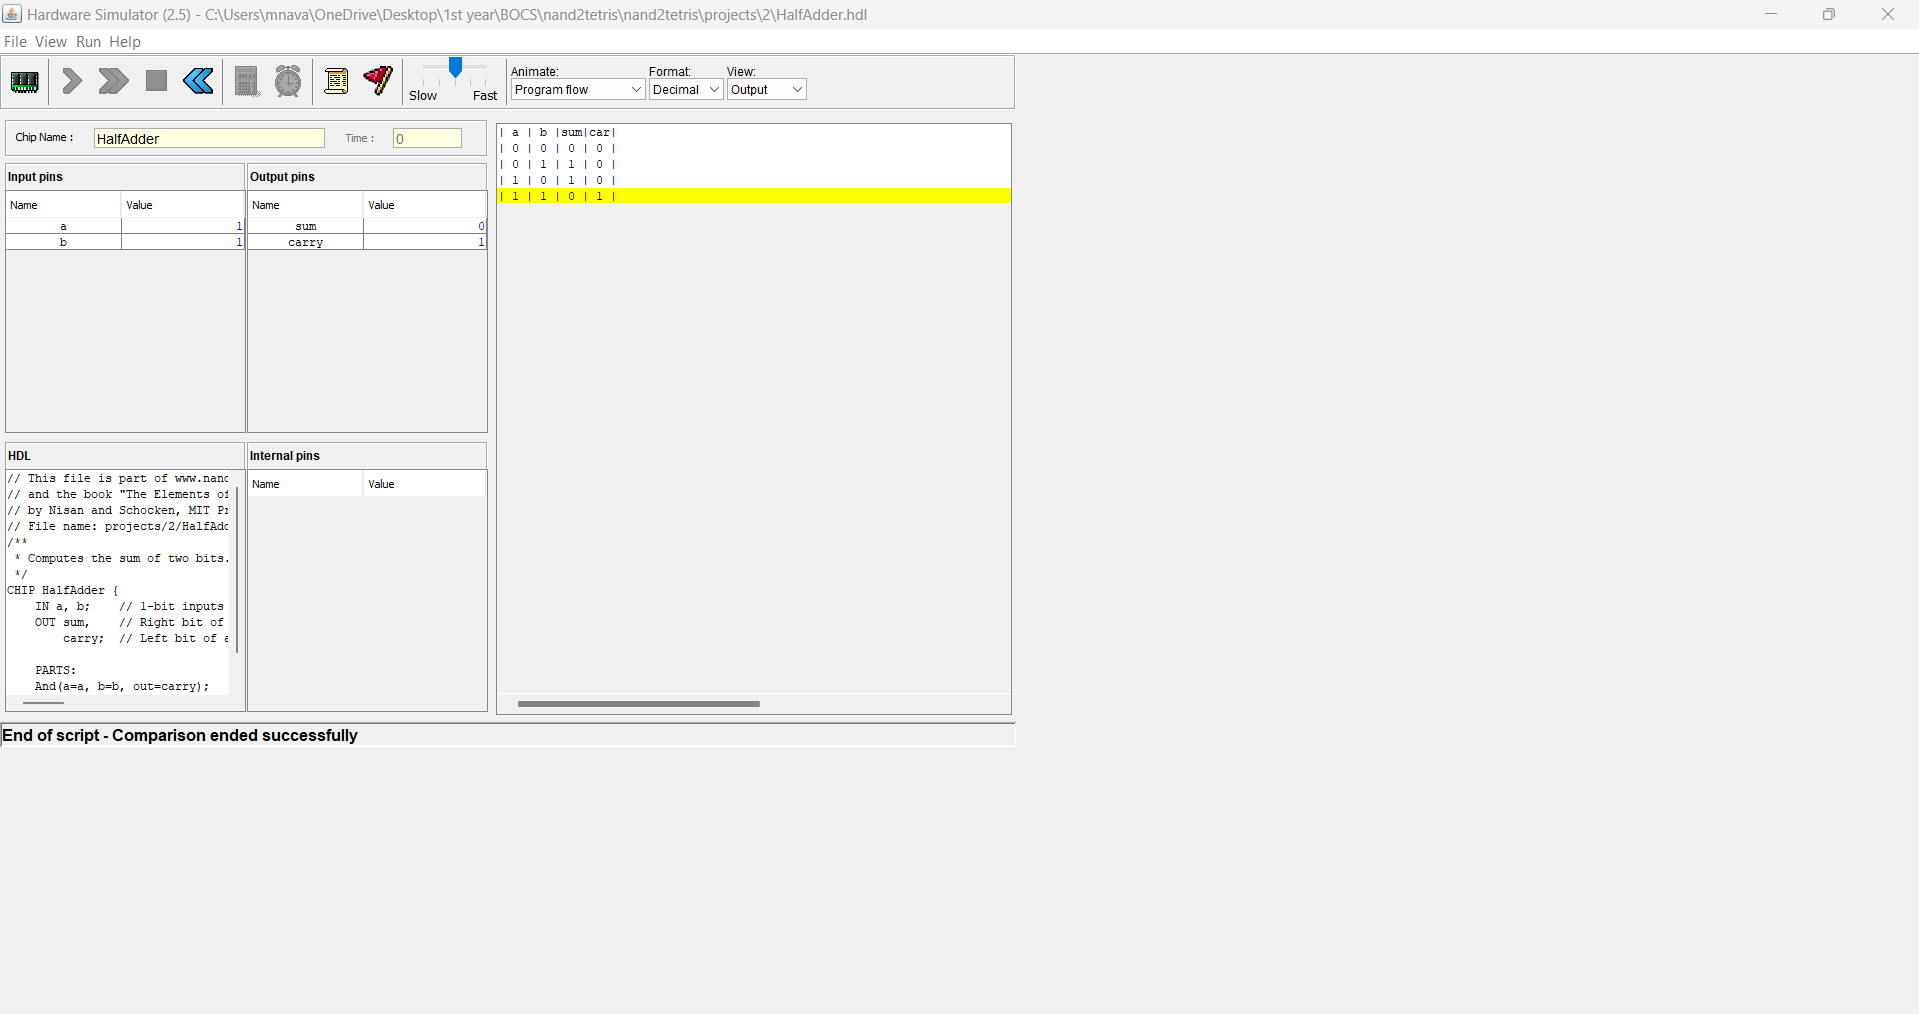 Hardware Simulator (2.5) - C:\Users\mnava\OneDrive\Desktop\1st year\BOCS\nand2tetris\nand2tetris\projects\2\HalfAdder.hdl
File View Run Help
Slow Fast
Animate: Format: View:
Program flow Decimal Output
Chip Name : HalfAdder Time : 0
Input pins
Name Value
a 1
b 1
Output pins
Name Value
sum 0
carry 1
| a | b |sum|car|
| 0 | 0 | 0 | 0 |
| 0 | 1 | 1 | 0 |
| 1 | 0 | 1 | 0 |
| 1 | 1 | 0 | 1 |
HDL
// This file is part of www.nand
// and the book "The Elements of
// by Nisan and Schocken, MIT Pr
// File name: projects/2/HalfAdd
/**
* Computes the sum of two bits.
*/
CHIP HalfAdder {
IN a, b; // 1-bit inputs
OUT sum, // Right bit of
carry; // Left bit of a
PARTS:
And(a=a, b=b, out=carry);
Internal pins
Name Value
End of script - Comparison ended successfully